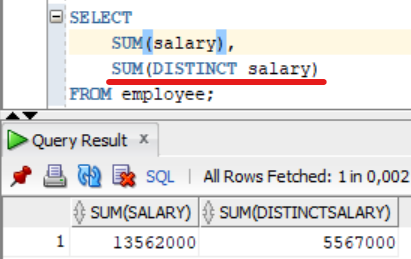 SELECT
SUM(salary),
SUM(DISTINCT salary)
FROM employee;
Query Result x
SQL | All Rows Fetched: 1 in 0,002
SUM(SALARY) SUM(DISTINCTSALARY)
1 13562000 5567000